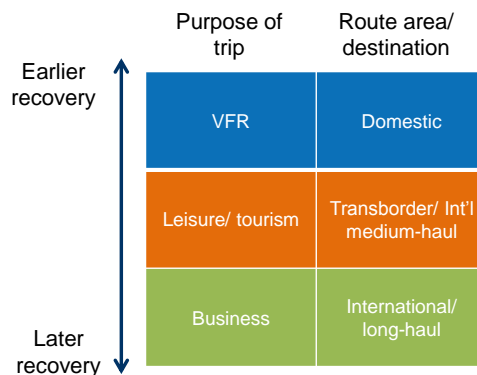 Purpose of
trip
Route area/
destination
Earlier
recovery
VFR
Domestic
Leisure/ tourism
Transborder/ Int'l
medium-haul
Business
International/
long-haul
Later
recovery